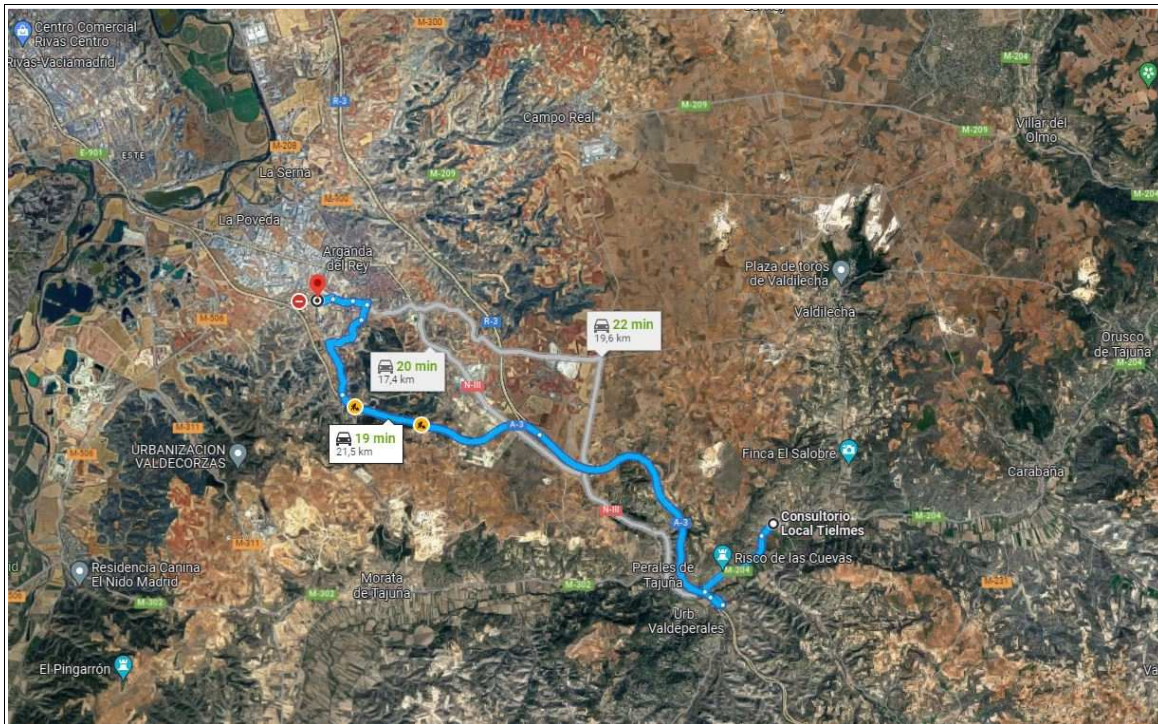 M-300
Centro Comercial
Rivas Centro
Rivas-Vaciamadrid
M-204
R-3
M-209
Campo Real
Villar del
Olmo
M-209
E-901
ESTE
M-208
La Serna
M-209
M-204
M-300
La Poveda
Arganda
del Rey
Plaza de toros
de Valdilecha
Valdilecha
M-506
R-3
22 min
19,6 km
Orusco
de Tajuña
M-204
20 min
17,4 km
N-III
19 min
21,5 km
A-3
M-311
URBANIZACION
VALDECORZAS
M-506
Finca El Salobre
Carabaña
N-III
A-3
Consultorio
Local Tielmes
M-204
M-311
Risco de las Cuevas
M-204
Perales de
Tajuña
Residencia Canina
El Nido Madrid
M-302
Morata
de Tajuña
M-302
M-302
M-231
M-506
Urb
Valdeperales
El Pingarrón
Va